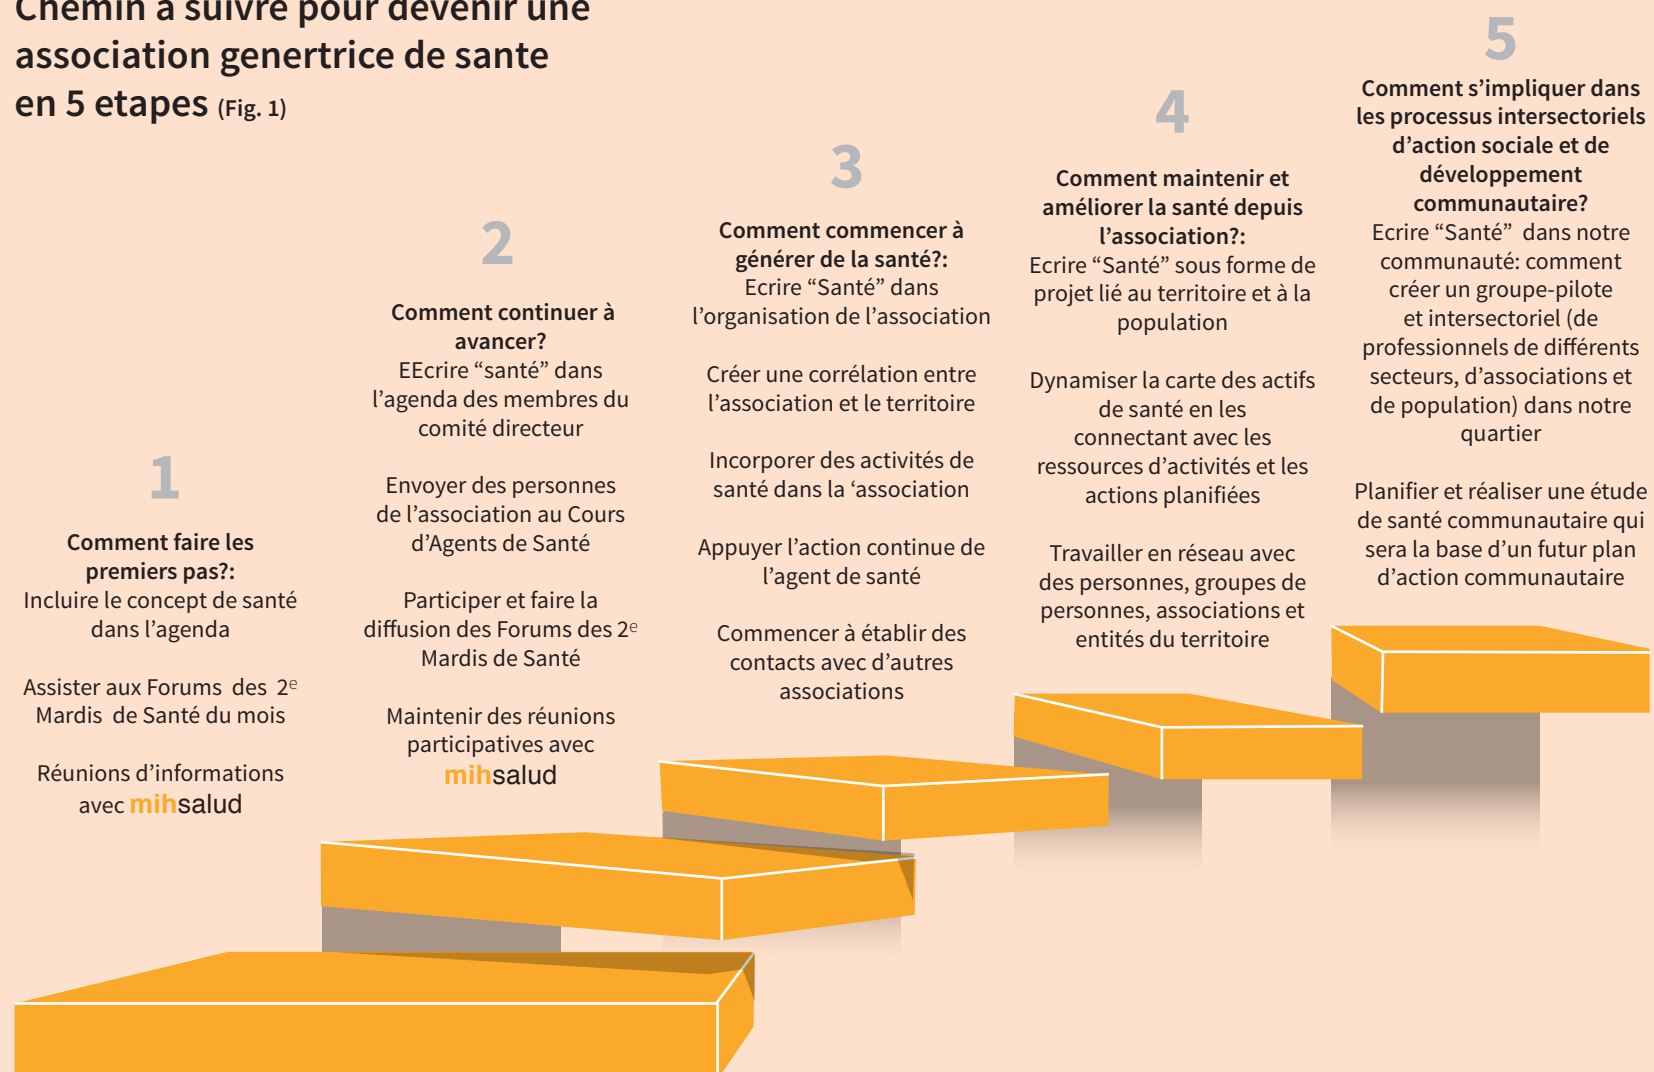 Chemin a suivre pour devenir une
association genertrice de sante
en 5 etapes (Fig. 1)
1
Comment faire les
premiers pas?:
Incluire le concept de santé
dans l’agenda
Assister aux Forums des 2e
Mardis de Santé du mois
Réunions d’informations
avec mihsalud
2
Comment continuer à
avancer?
EEcrire “santé” dans
l’agenda des membres du
comité directeur
Envoyer des personnes
de l’association au Cours
d’Agents de Santé
Participer et faire la
diffusion des Forums des 2e
Mardis de Santé
Maintenir des réunions
participatives avec
mihsalud
3
Comment commencer à
générer de la santé?:
Ecrire “Santé” dans
l’organisation de l’association
Créer une corrélation entre
l’association et le territoire
Incorporer des activités de
santé dans la ‘association
Appuyer l’action continue de
l’agent de santé
Commencer à établir des
contacts avec d’autres
associations
4
Comment maintenir et
améliorer la santé depuis
l’association?:
Ecrire “Santé” sous forme de
projet lié au territoire et à la
population
Dynamiser la carte des actifs
de santé en les
connectant avec les
ressources d’activités et les
actions planifiées
Travailler en réseau avec
des personnes, groupes de
personnes, associations et
entités du territoire
5
Comment s’impliquer dans
les processus intersectoriels
d’action sociale et de
développement
communautaire?
Ecrire “Santé” dans notre
communauté: comment
créer un groupe-pilote
et intersectoriel (de
professionnels de différents
secteurs, d’associations et
de population) dans notre
quartier
Planifier et réaliser une étude
de santé communautaire qui
sera la base d’un futur plan
d’action communautaire